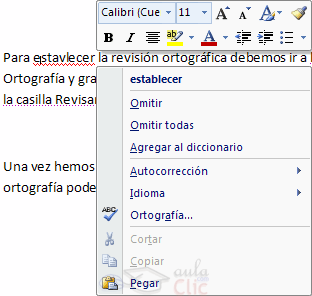 Calibri (Cue 11
Para estavlecer la revisión ortográfica debemos ir a l
Ortografía y gra
la casilla Revisar
establecer
Omitir
Omitir todas
Agregar al diccionario
Autocorrección
Idioma
Ortografía...
Cortar
Copiar
Pegar
Una vez hemos
ortografía pode
aula
Clic